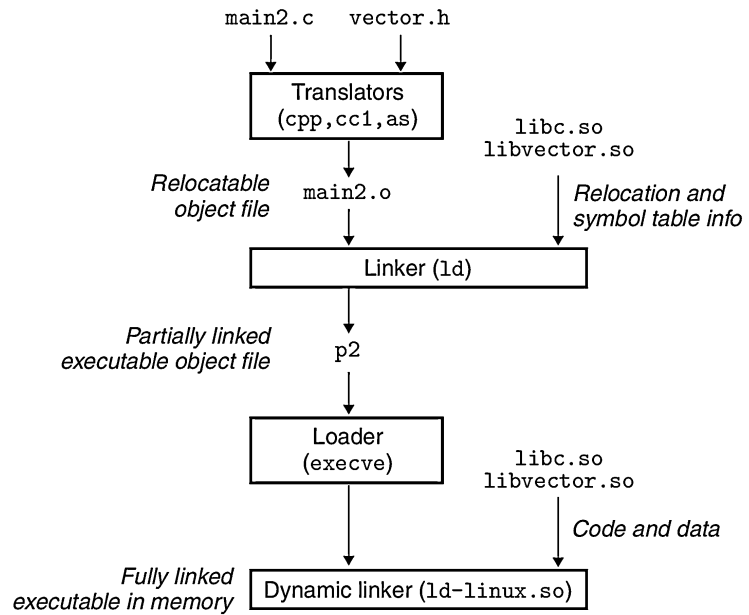 main2.c vector.h
Translators
(cpp,cc1,as)
libc.so
libvector.so
Relocatable
object file
main2.o
Relocation and
symbol table info
Linker (ld)
Partially linked
executable object file
p2
Loader
(execve)
libc.so
libvector.so
Code and data
Fully linked
executable in memory
Dynamic linker (ld-linux.so)